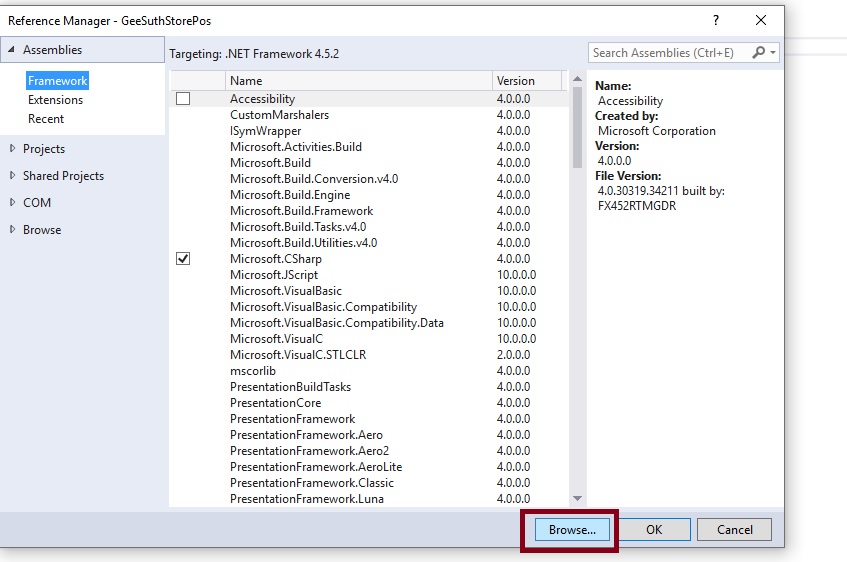 Reference Manager - GeeSuthStorePos ?
Assemblies
Framework
Extensions
Recent
Projects
Shared Projects
COM
Browse
Targeting: .NET Framework 4.5.2
Search Assemblies (Ctrl+E)
Name Version
Accessibility 4.0.0.0
CustomMarshalers 4.0.0.0
ISymWrapper 4.0.0.0
Microsoft.Activities.Build 4.0.0.0
Microsoft.Build 4.0.0.0
Microsoft.Build.Conversion.v4.0 4.0.0.0
Microsoft.Build.Engine 4.0.0.0
Microsoft.Build.Framework 4.0.0.0
Microsoft.Build.Tasks.v4.0 4.0.0.0
Microsoft.Build.Utilities.v4.0 4.0.0.0
Microsoft.CSharp 4.0.0.0
Microsoft.JScript 10.0.0.0
Microsoft.VisualBasic 10.0.0.0
Microsoft.VisualBasic.Compatibility 10.0.0.0
Microsoft.VisualBasic.Compatibility.Data 10.0.0.0
Microsoft.VisualC 10.0.0.0
Microsoft.VisualC.STLCLR 2.0.0.0
mscorlib 4.0.0.0
PresentationBuildTasks 4.0.0.0
PresentationCore 4.0.0.0
PresentationFramework 4.0.0.0
PresentationFramework.Aero 4.0.0.0
PresentationFramework.Aero2 4.0.0.0
PresentationFramework.AeroLite 4.0.0.0
PresentationFramework.Classic 4.0.0.0
PresentationFramework.Luna 4.0.0.0
Name:
Accessibility
Created by:
Microsoft Corporation
Version:
4.0.0.0
File Version:
4.0.30319.34211 built by:
FX452RTMGDR
Browse... OK Cancel